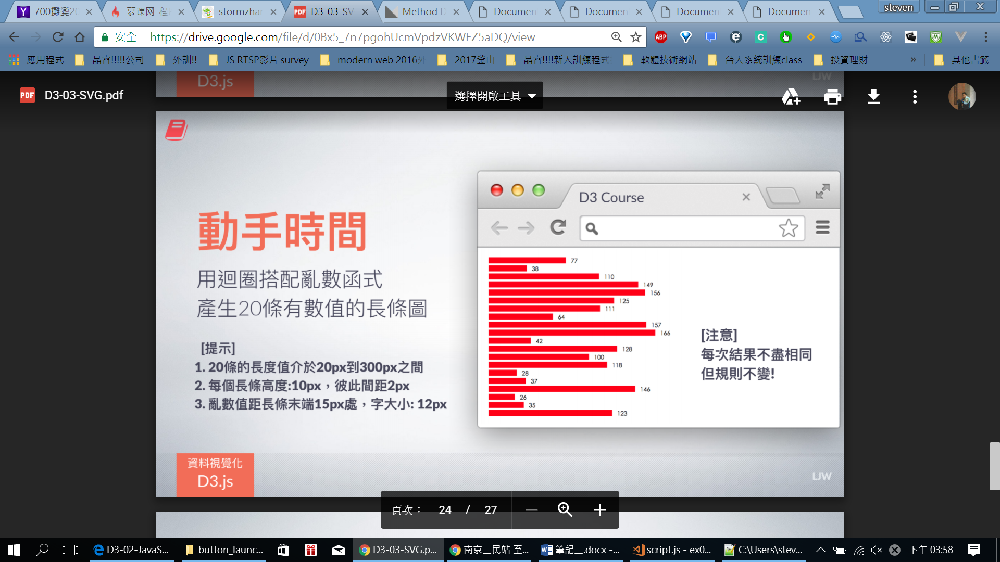 700攤變20
慕课网-程
stormzhan
D3-03-SV
Method D
Documen
Documen
Documen
Documen
steven
安全
https://drive.google.com/file/d/0Bx5_7n7pgohUcmVpdzVKWFZ5aDQ/view
ABP
應用程式
晶睿!!!!!公司
外訓!!
JS RTSP影片 survey
modern web 2016外
2017釜山
晶睿!!!!新人訓練程式
軟體技術網站
台大系統訓練class
投資理財
»
其他書籤
D3.js
LJW
PDF
D3-03-SVG.pdf
選擇開啟工具
動手時間
用迴圈搭配亂數函式
產生20條有數值的長條圖
[提示]
1. 20條的長度值介於20px到300px之間
2. 每個長條高度:10px，彼此間距2px
3. 亂數值距長條末端15px處，字大小: 12px
D3 Course
77
38
110
149
156
125
111
64
157
166
42
128
100
118
28
37
146
26
35
123
[注意]
每次結果不盡相同
但規則不變!
資料視覺化
D3.js
LJW
頁次：
24 / 27
D3-02-JavaS...
button_launc...
D3-03-SVG.p...
南京三民站 至...
筆記三.docx -...
script.js - ex0...
C:\Users\stev...
下午 03:58